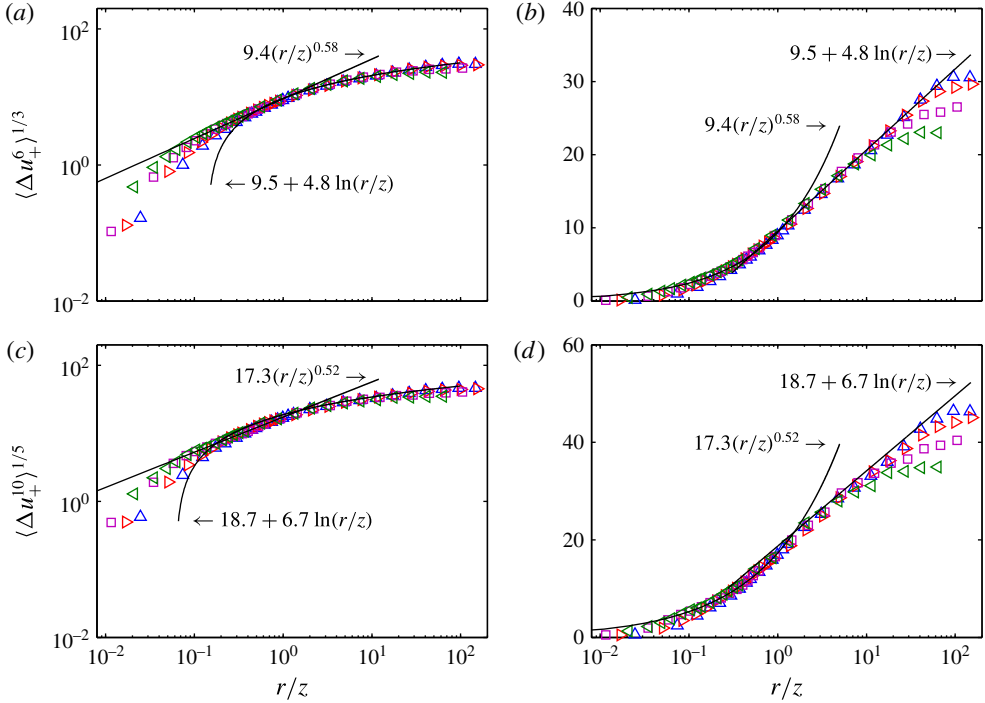 (a)
10^2
10^0
10^−2
⟨Δu_+^6⟩^1/3
9.4(r/z)^0.58 →
← 9.5 + 4.8 ln(r/z)
(b)
40
30
20
10
0
9.5 + 4.8 ln(r/z) →
9.4(r/z)^0.58 →
(c)
10^2
10^0
10^−2
⟨Δu_+^10⟩^1/5
17.3(r/z)^0.52 →
← 18.7 + 6.7 ln(r/z)
10^−2 10^−1 10^0 10^1 10^2
r/z
(d)
60
40
20
0
18.7 + 6.7 ln(r/z) →
17.3(r/z)^0.52 →
10^−2 10^−1 10^0 10^1 10^2
r/z